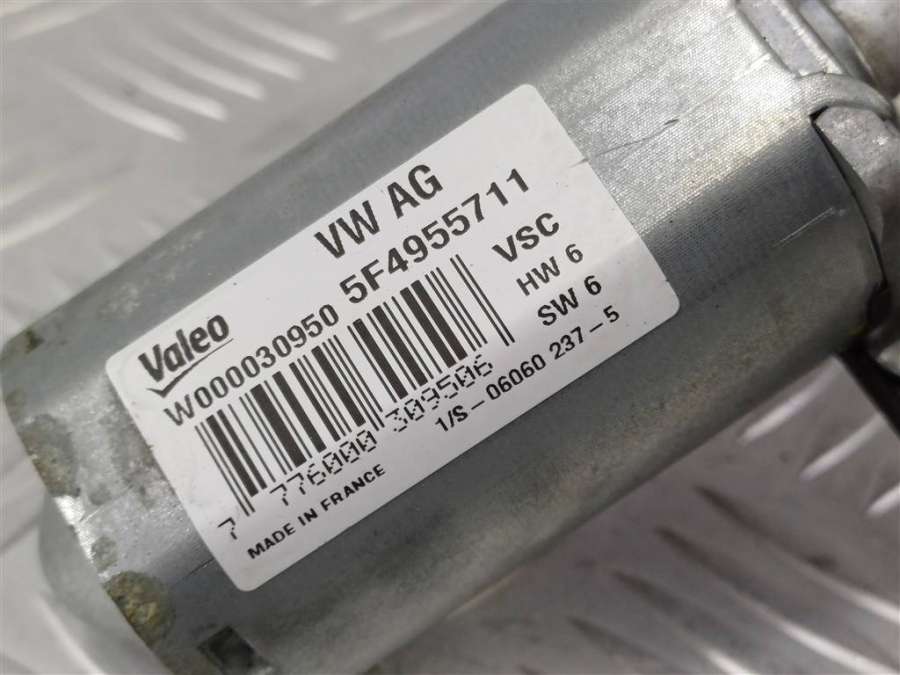 VW AG
Valeo
W000030950 5F4955711
VSC
HW 6
SW 6
7 776000 309506
1/S-06060 237-5
MADE IN FRANCE